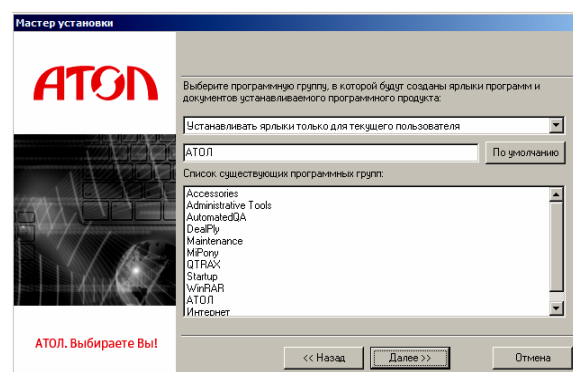 Мастер установки
АТОЛ
Выберите программную группу, в которой будут созданы ярлыки программ и
документов устанавливаемого программного продукта:
Устанавливать ярлыки только для текущего пользователя
АТОЛ
По умолчанию
Список существующих программных групп:
Accessories
Administrative Tools
AutomatedQA
DealPly
Maintenance
MiPony
QTRAX
Startup
WinRAR
АТОЛ
Интернет
АТОЛ. Выбираете Вы!
<< Назад
Далее >>
Отмена